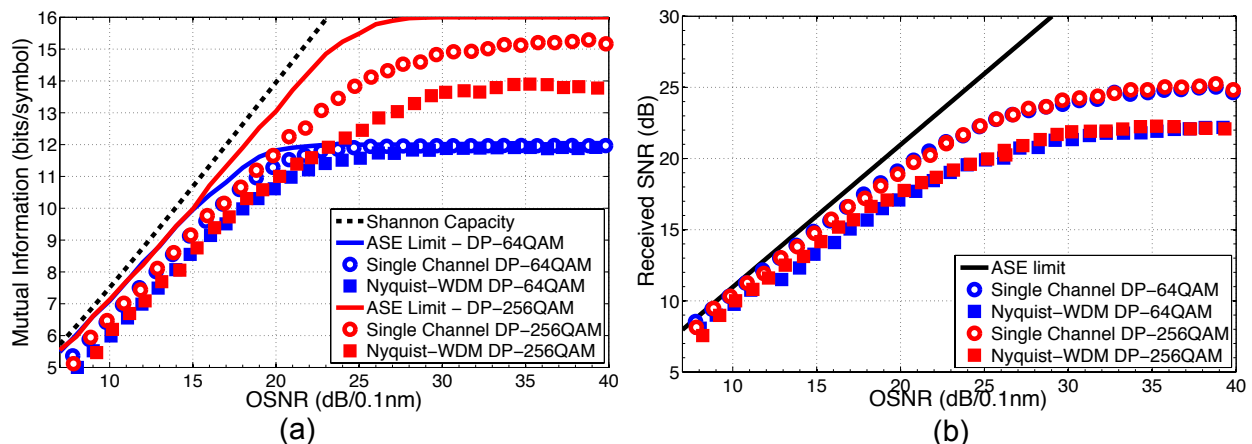 16
15
14
13
12
11
10
9
8
7
6
5
Mutual Information (bits/symbol)
Shannon Capacity
ASE Limit − DP−64QAM
Single Channel DP−64QAM
Nyquist−WDM DP−64QAM
ASE Limit − DP−256QAM
Single Channel DP−256QAM
Nyquist−WDM DP−256QAM
10 15 20 25 30 35 40
OSNR (dB/0.1nm)
(a)
30
25
20
15
10
5
Received SNR (dB)
ASE limit
Single Channel DP−64QAM
Nyquist−WDM DP−64QAM
Single Channel DP−256QAM
Nyquist−WDM DP−256QAM
10 15 20 25 30 35 40
OSNR (dB/0.1nm)
(b)